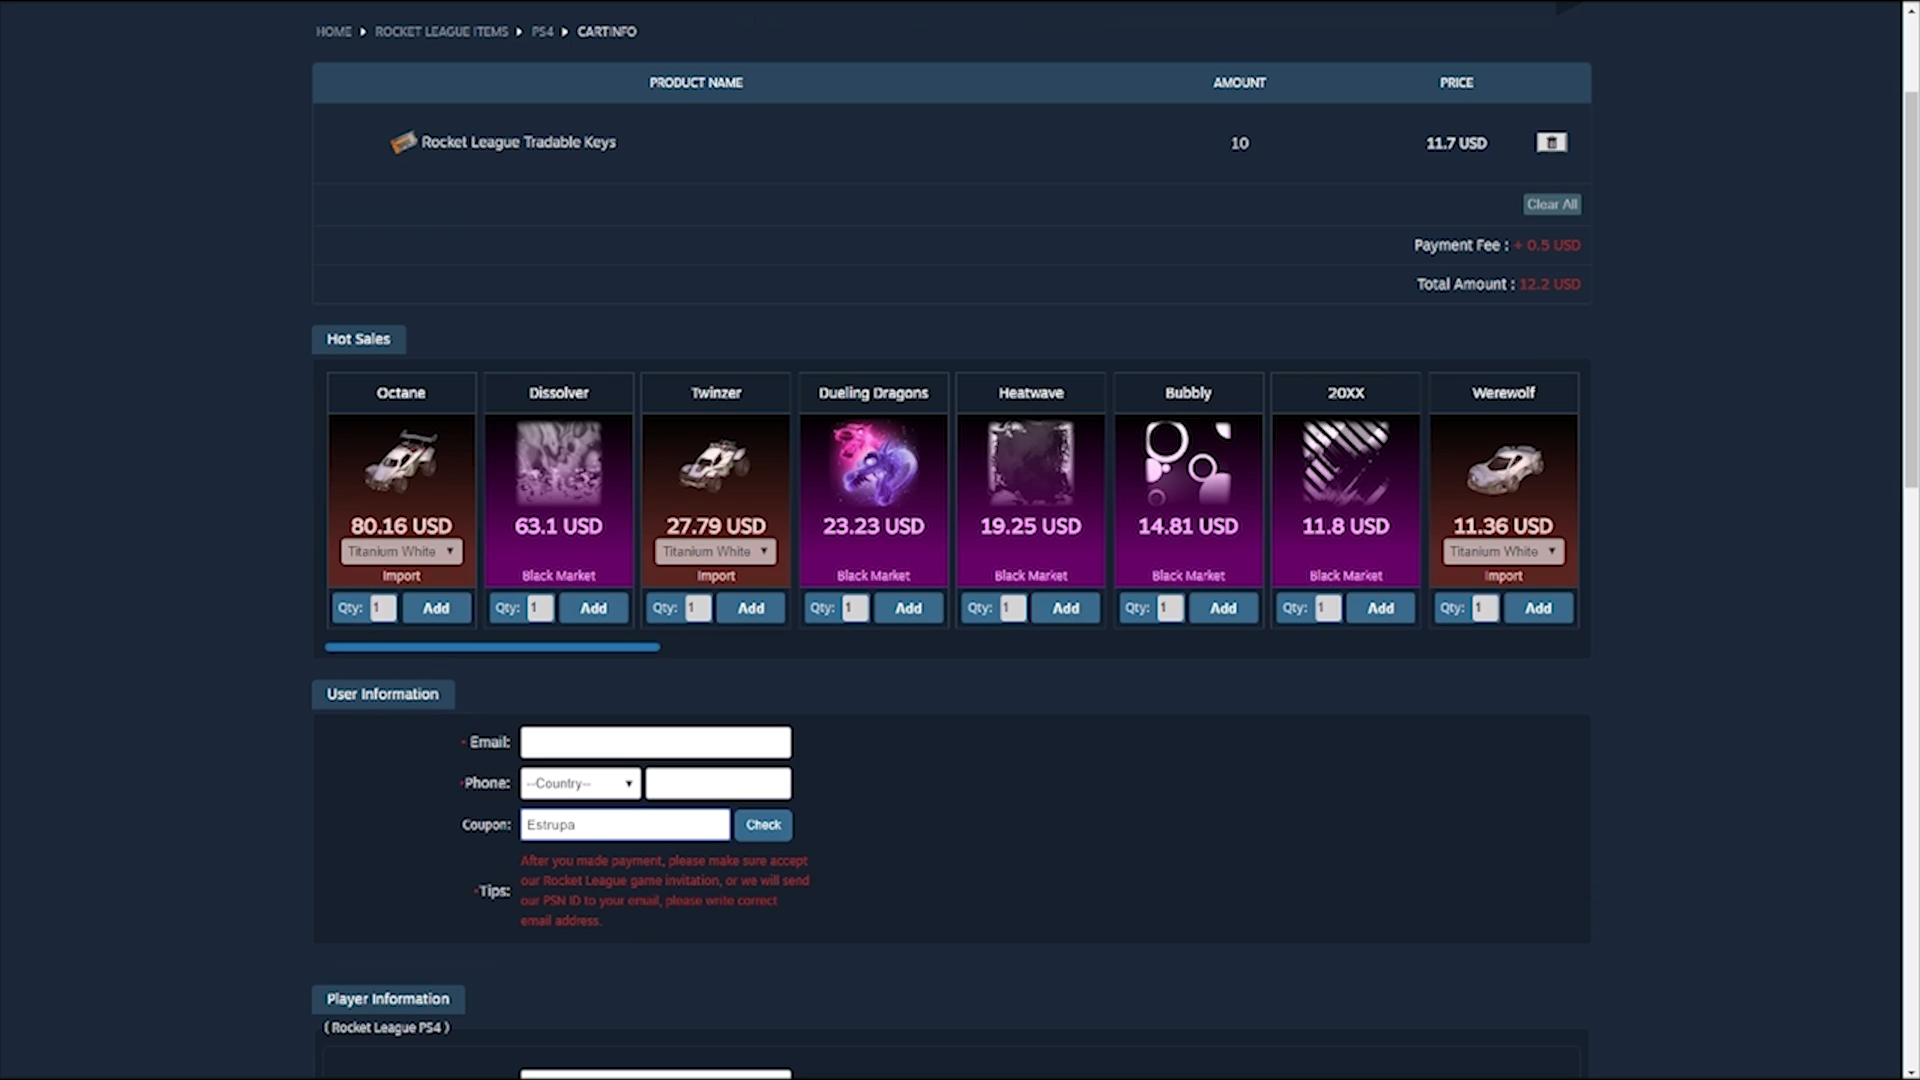 HOME ROCKET LEAGUE ITEMS PS4 CARTINFO
PRODUCT NAME AMOUNT PRICE
Rocket League Tradable Keys 10 11.7 USD
Clear All
Payment Fee : + 0.5 USD
Total Amount : 12.2 USD
Hot Sales
Octane Dissolver Twinzer Dueling Dragons Heatwave Bubbly 20XX Werewolf
80.16 USD 63.1 USD 27.79 USD 23.23 USD 19.25 USD 14.81 USD 11.8 USD 11.36 USD
Titanium White Titanium White Titanium White
Import Black Market Import Black Market Black Market Black Market Black Market Import
Qty: 1 Add Qty: 1 Add Qty: 1 Add Qty: 1 Add Qty: 1 Add Qty: 1 Add Qty: 1 Add Qty: 1 Add
User Information
Email:
Phone: --Country--
Coupon: Estrupa Check
After you made payment, please make sure accept
our Rocket League game invitation, or we will send
Tips:
our PSN ID to your email, please write correct
email address.
Player Information
( Rocket League PS4 )